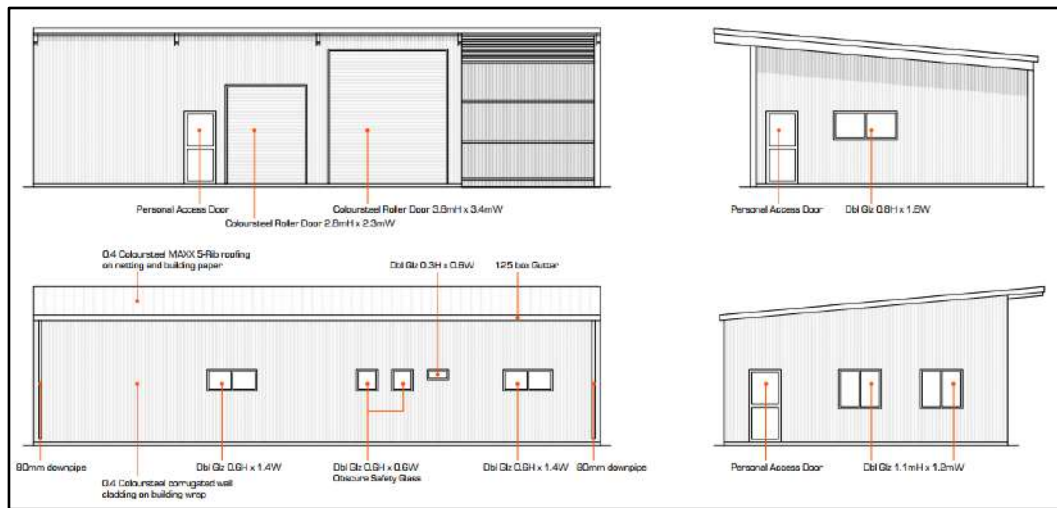 Personal Access Door
Coloursteel Roller Door 3.8mH x 3.4mW
Coloursteel Roller Door 2.8mH x 2.3mW
Personal Access Door
Dbl Glz 0.8H x 1.8W
0.4 Coloursteel MAXX 5-Rib roofing
on netting and building paper
Dbl Glz 0.3H x 0.6W
125 box Gutter
80mm downpipe
Dbl Glz 0.6H x 1.4W
Dbl Glz 0.6H x 0.6W
Obscure Safety Glass
Dbl Glz 0.6H x 1.4W
80mm downpipe
0.4 Coloursteel corrugated wall
cladding on building wrap
Personal Access Door
Dbl Glz 1.1mH x 1.2mW